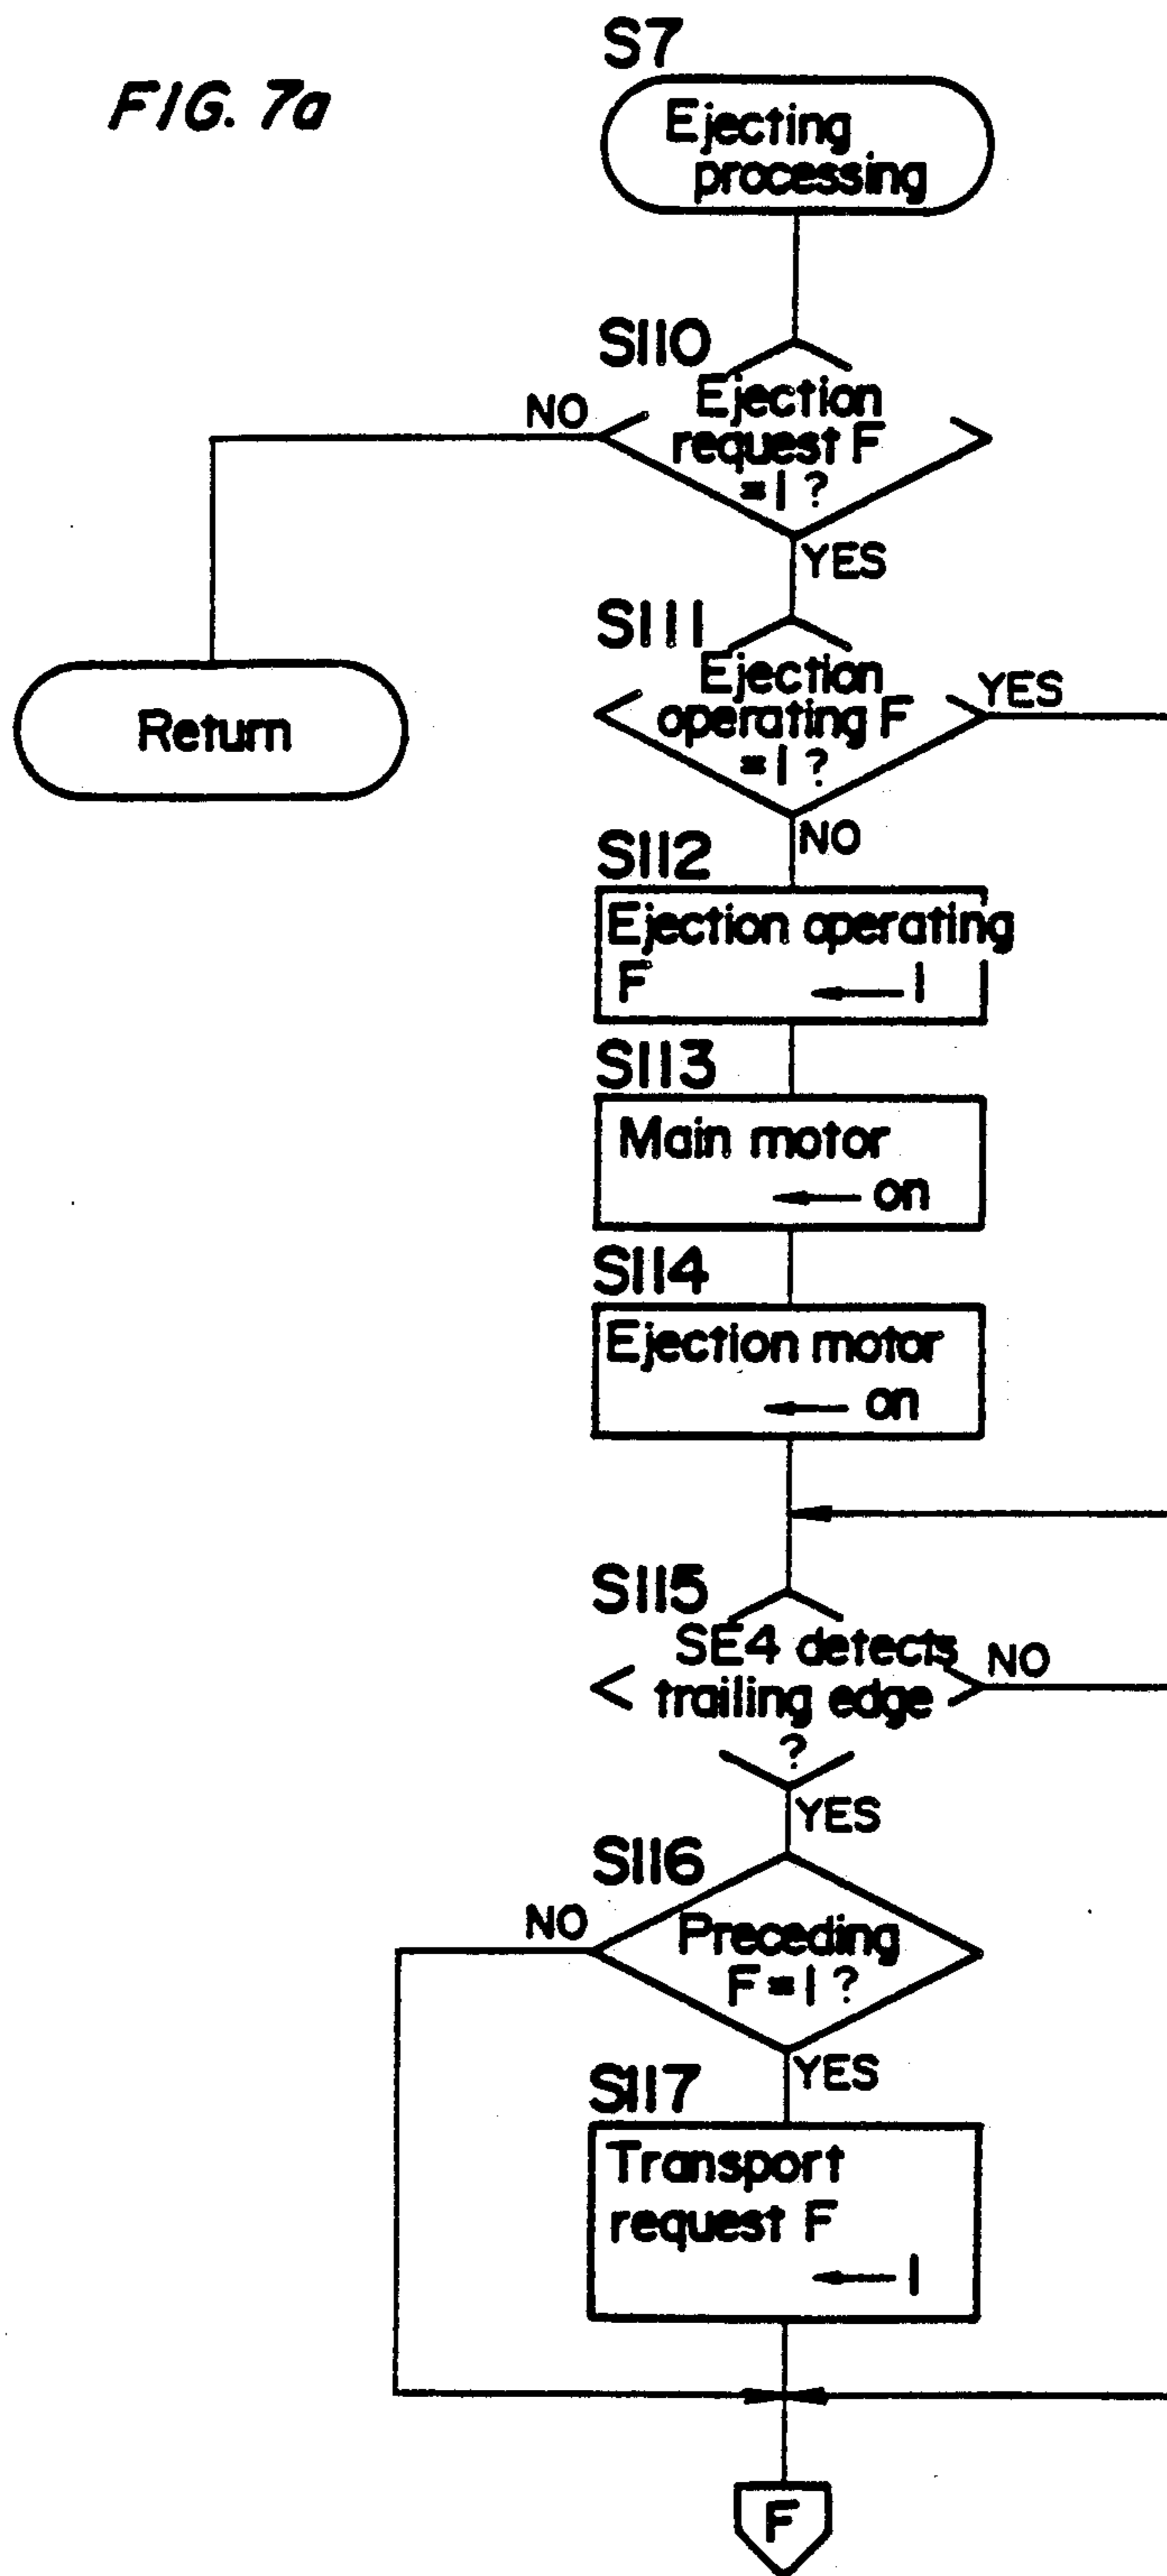 FIG. 7a
S7
Ejecting
processing
S110
Ejection
request F
=1 ?
NO
YES
Return
S111
Ejection
operating F
=1 ?
YES
NO
S112
Ejection operating
F ← 1
S113
Main motor
← on
S114
Ejection motor
← on
S115
SE4 detects
trailing edge
?
NO
YES
S116
Preceding
F=1 ?
NO
YES
S117
Transport
request F
← 1
F